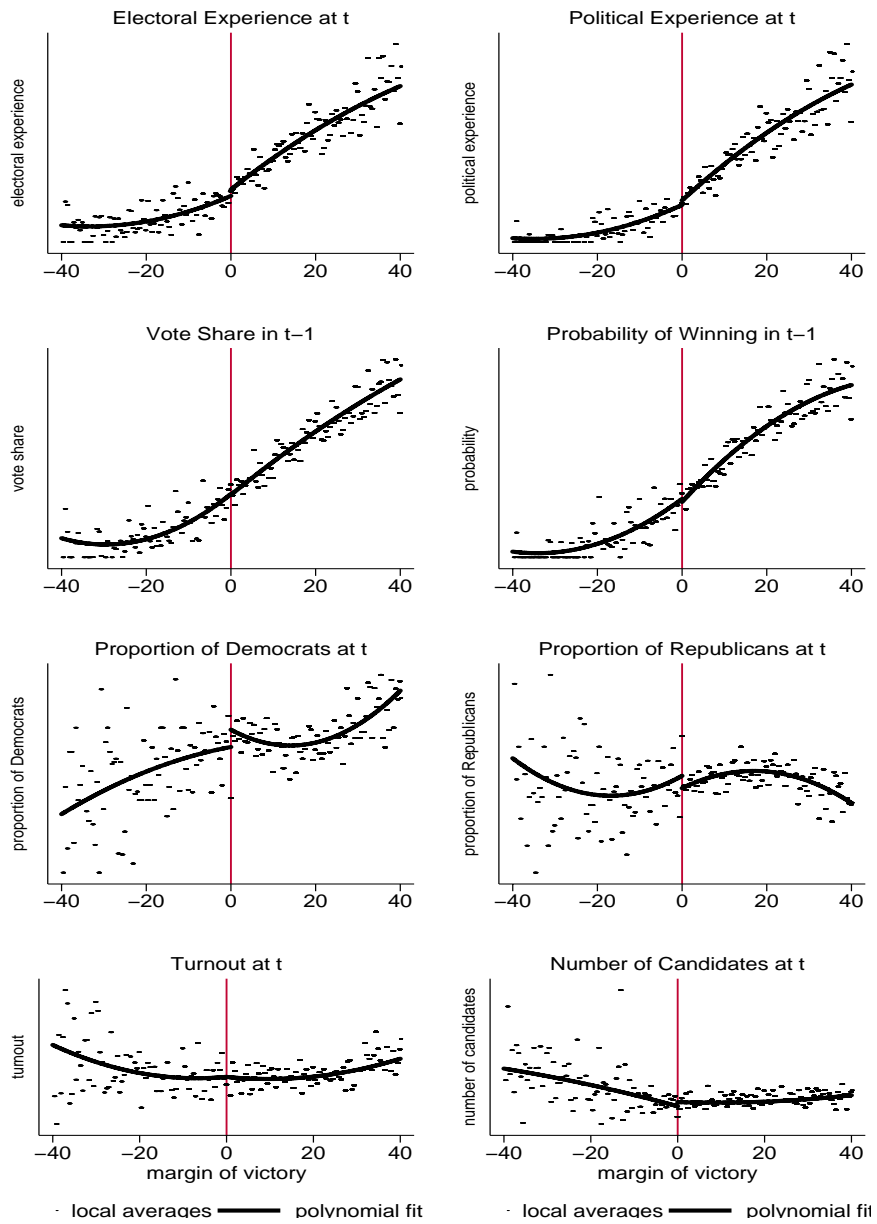 Electoral Experience at t
electoral experience
−40 −20 0 20 40
Political Experience at t
political experience
−40 −20 0 20 40
Vote Share in t−1
vote share
−40 −20 0 20 40
Probability of Winning in t−1
probability
−40 −20 0 20 40
Proportion of Democrats at t
proportion of Democrats
−40 −20 0 20 40
Proportion of Republicans at t
proportion of Republicans
−40 −20 0 20 40
Turnout at t
turnout
−40 −20 0 20 40
margin of victory
local averages polynomial fit
Number of Candidates at t
number of candidates
−40 −20 0 20 40
margin of victory
local averages polynomial fit